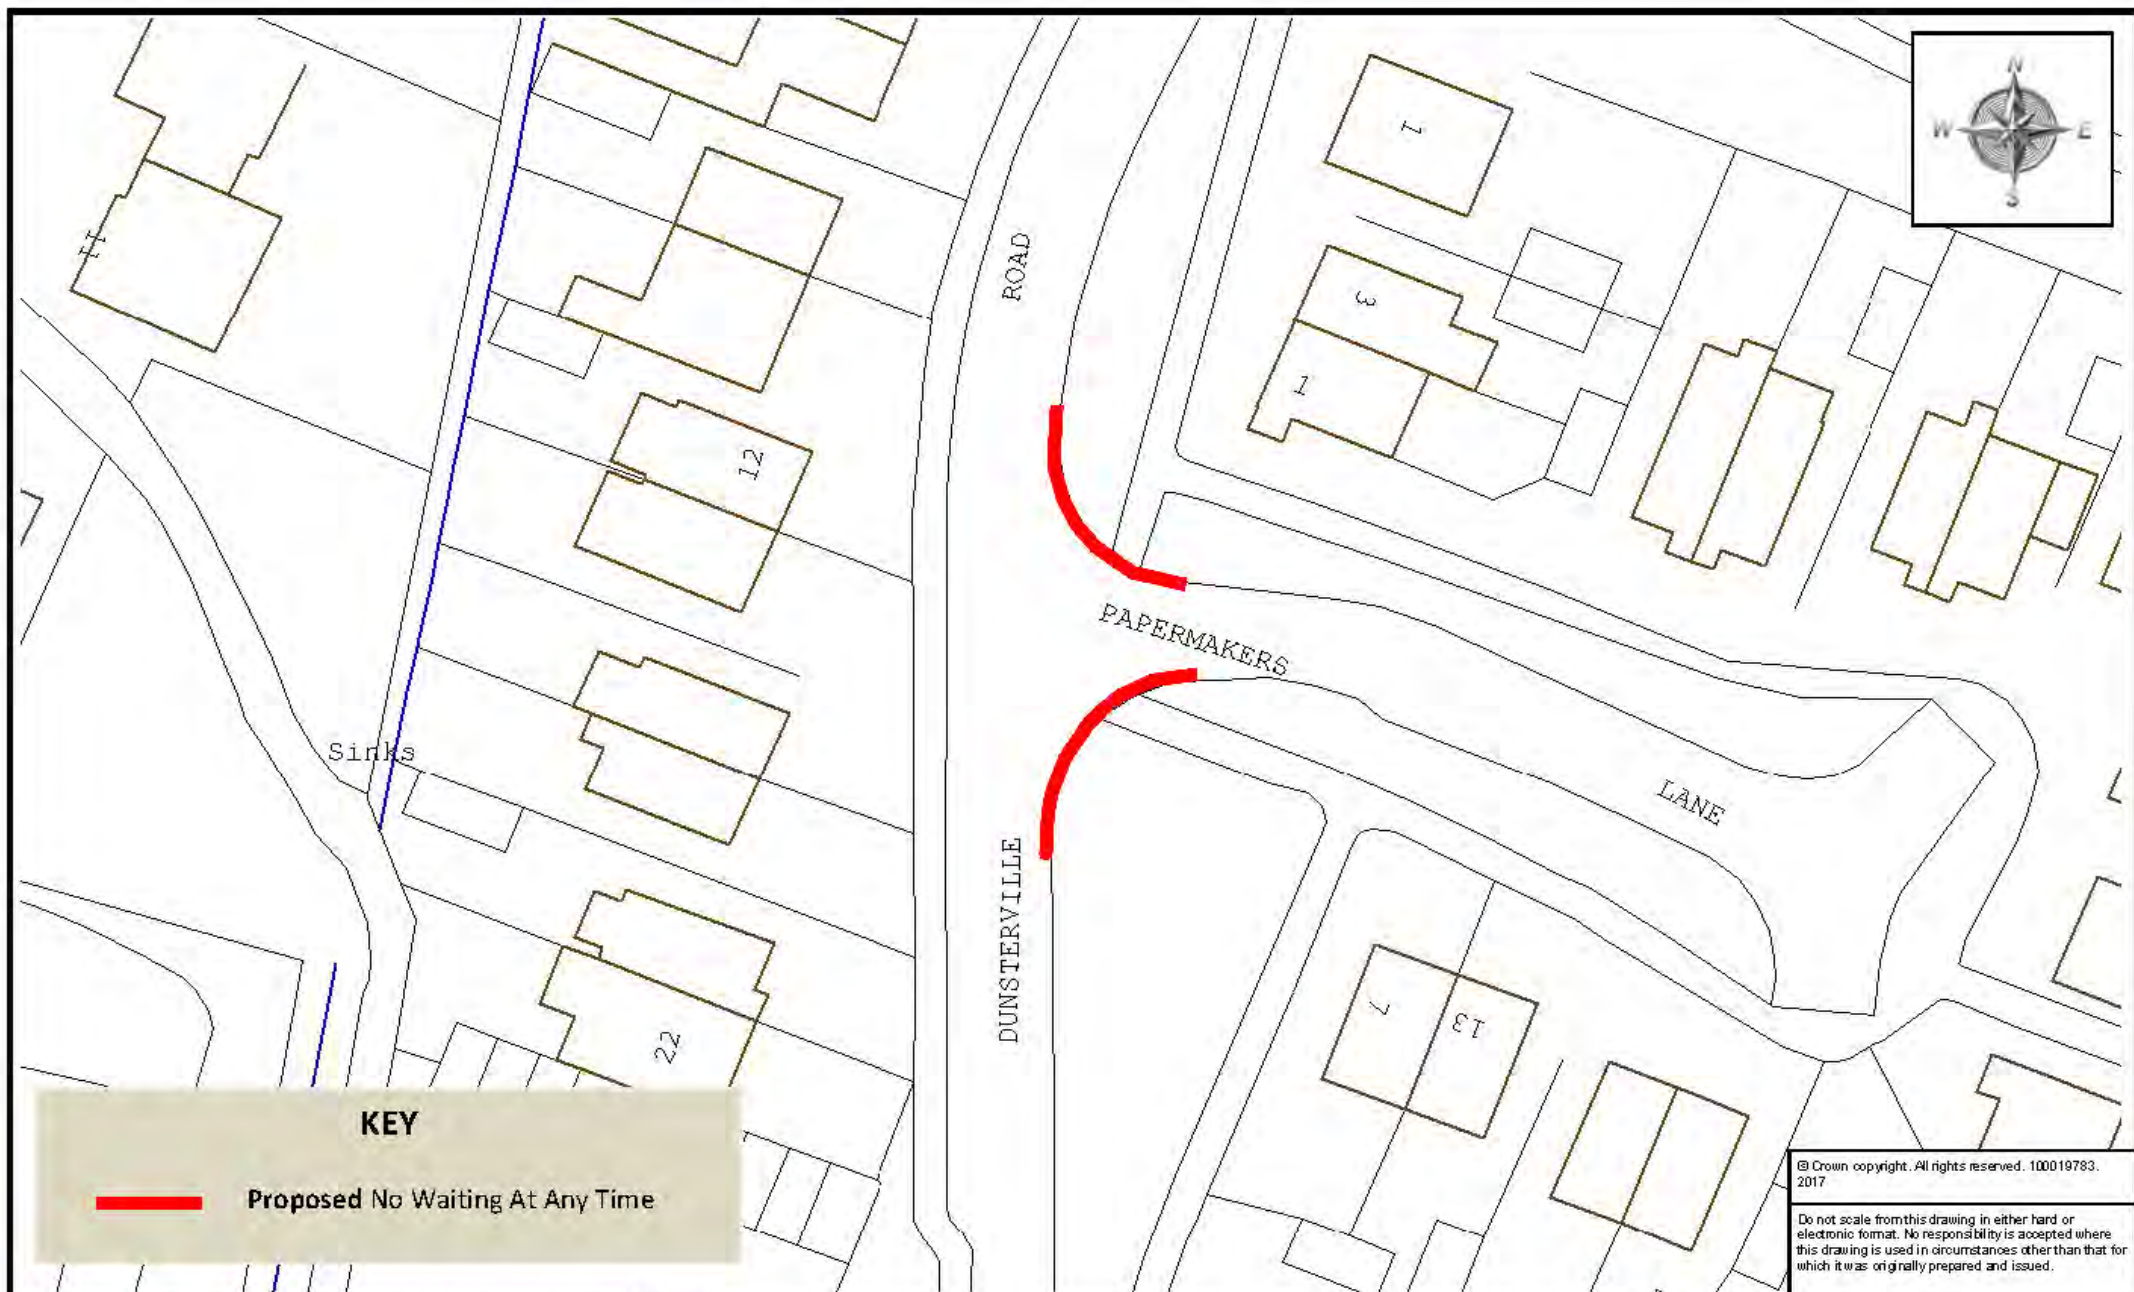 N
W E
S
1
11
ROAD
3
1
12
PAPERMAKERS
Sinks
LANE
DUNSTERVILLE
7
13
22
KEY
Proposed No Waiting At Any Time
© Crown copyright. All rights reserved. 100019783.
2017
Do not scale from this drawing in either hard or
electronic format. No responsibility is accepted where
this drawing is used in circumstances other than that for
which it was originally prepared and issued.